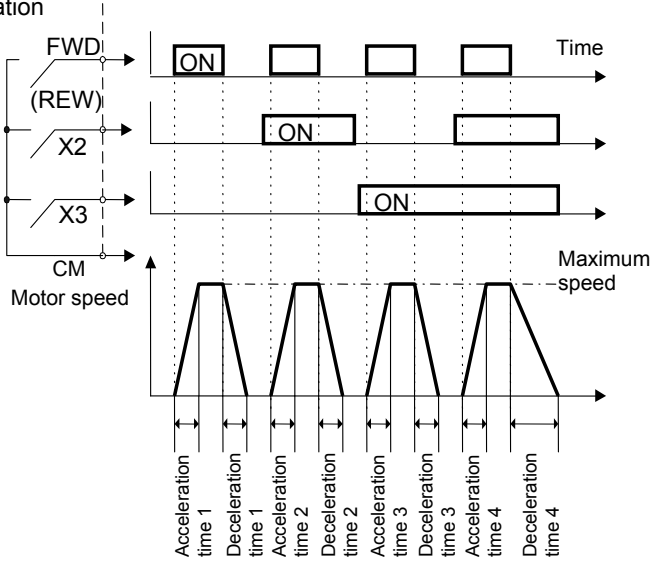 ation
FWD
ON
Time
(REW)
X2
ON
X3
ON
CM
Motor speed
Maximum
speed
Acceleration
time 1
Deceleration
time 1
Acceleration
time 2
Deceleration
time 2
Acceleration
time 3
Deceleration
time 3
Acceleration
time 4
Deceleration
time 4